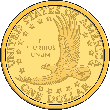 UNITED STATES OF AMERICA
E
PLURIBUS
UNUM
ONE DOLLAR